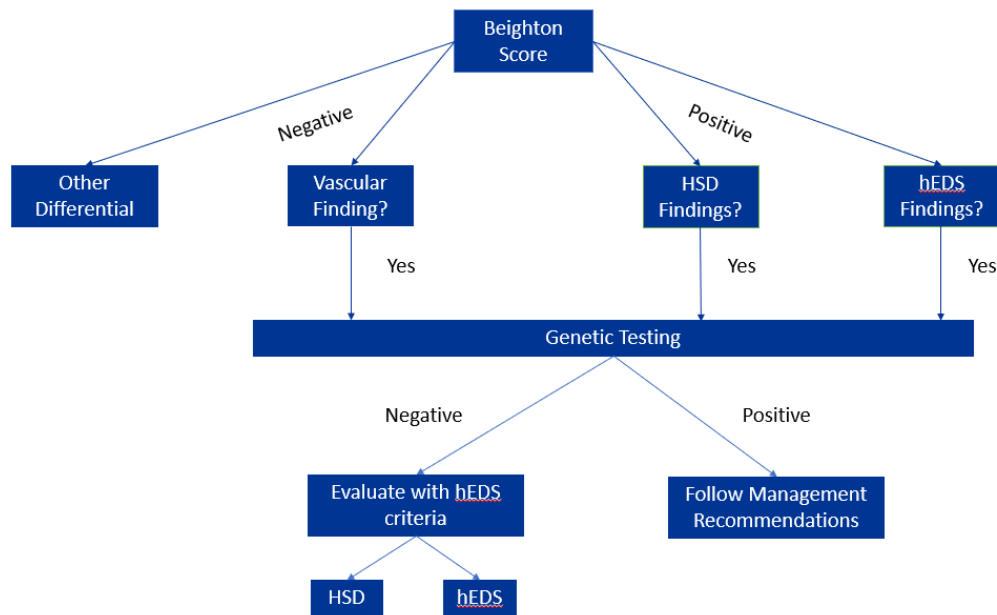 Beighton
Score
Negative
Positive
Other
Differential
Vascular
Finding?
HSD
Findings?
hEDS
Findings?
Yes
Yes
Yes
Genetic Testing
Negative
Positive
Evaluate with hEDS
criteria
Follow Management
Recommendations
HSD
hEDS